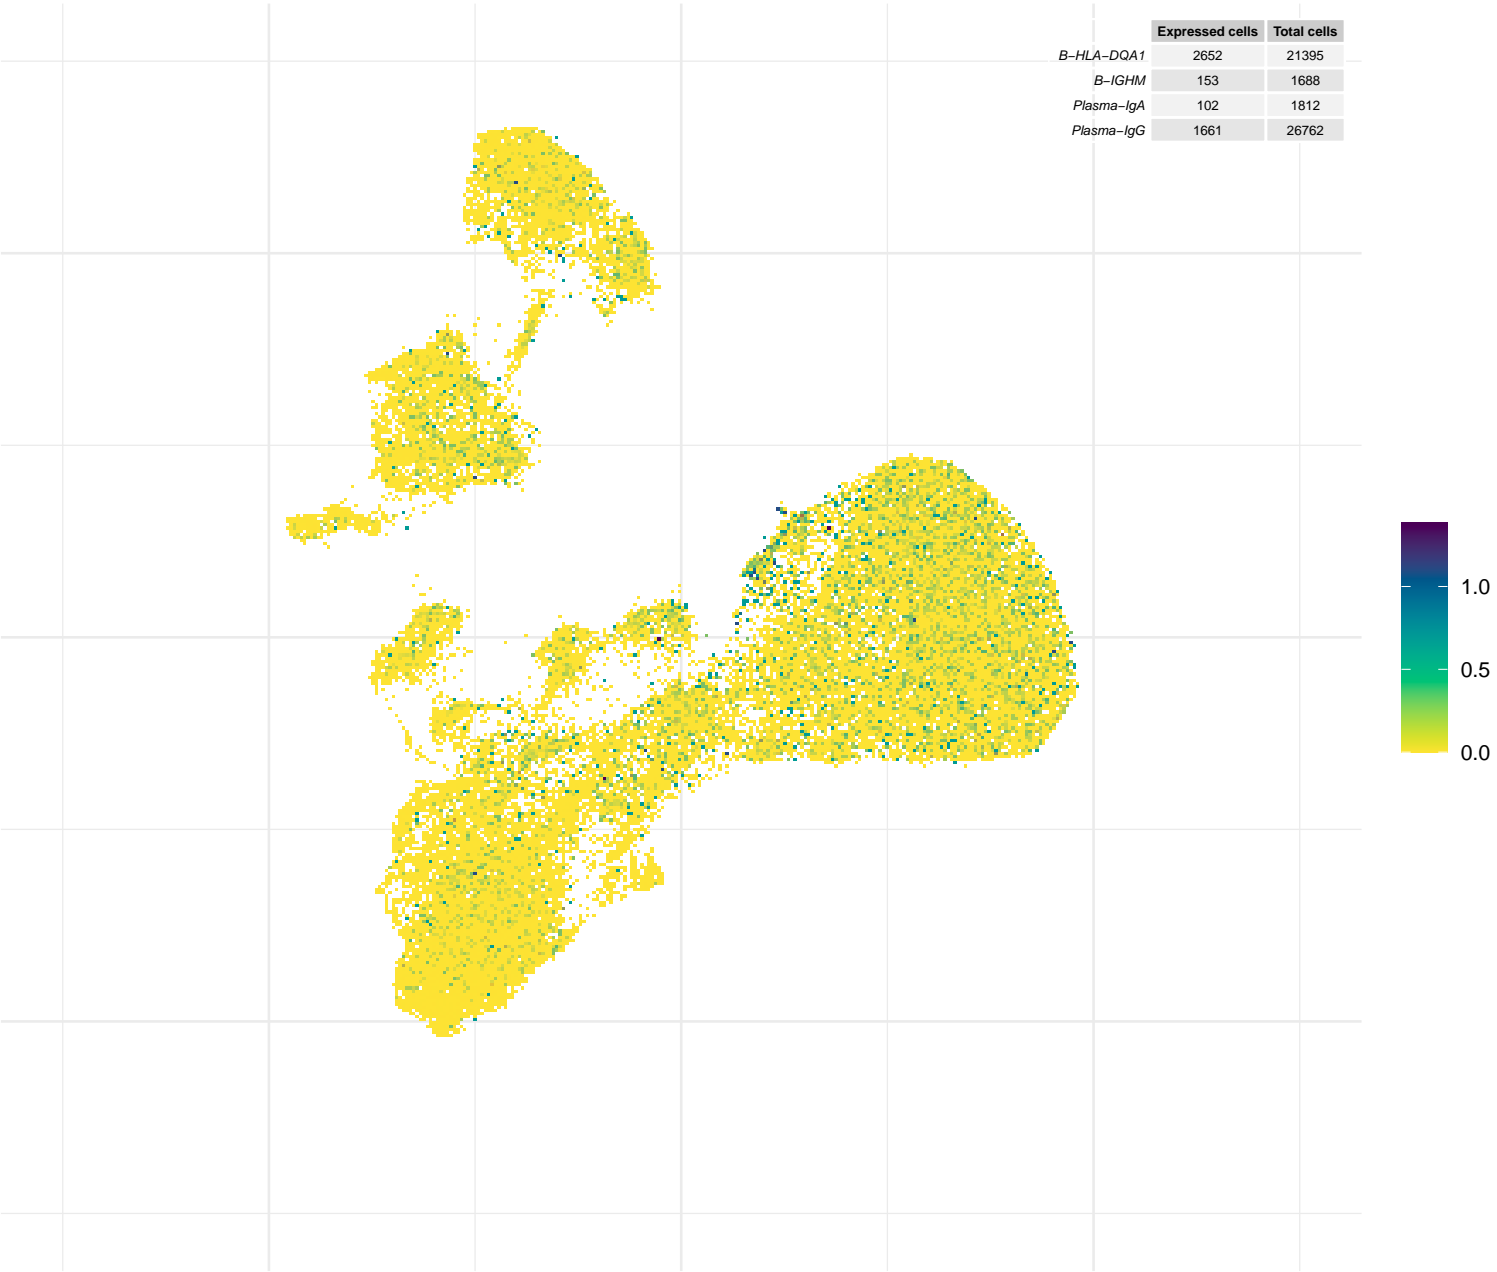 Expressed cells Total cells
B-HLA-DQA1 2652 21395
B-IGHM 153 1688
Plasma-IgA 102 1812
Plasma-IgG 1661 26762
1.0
0.5
0.0